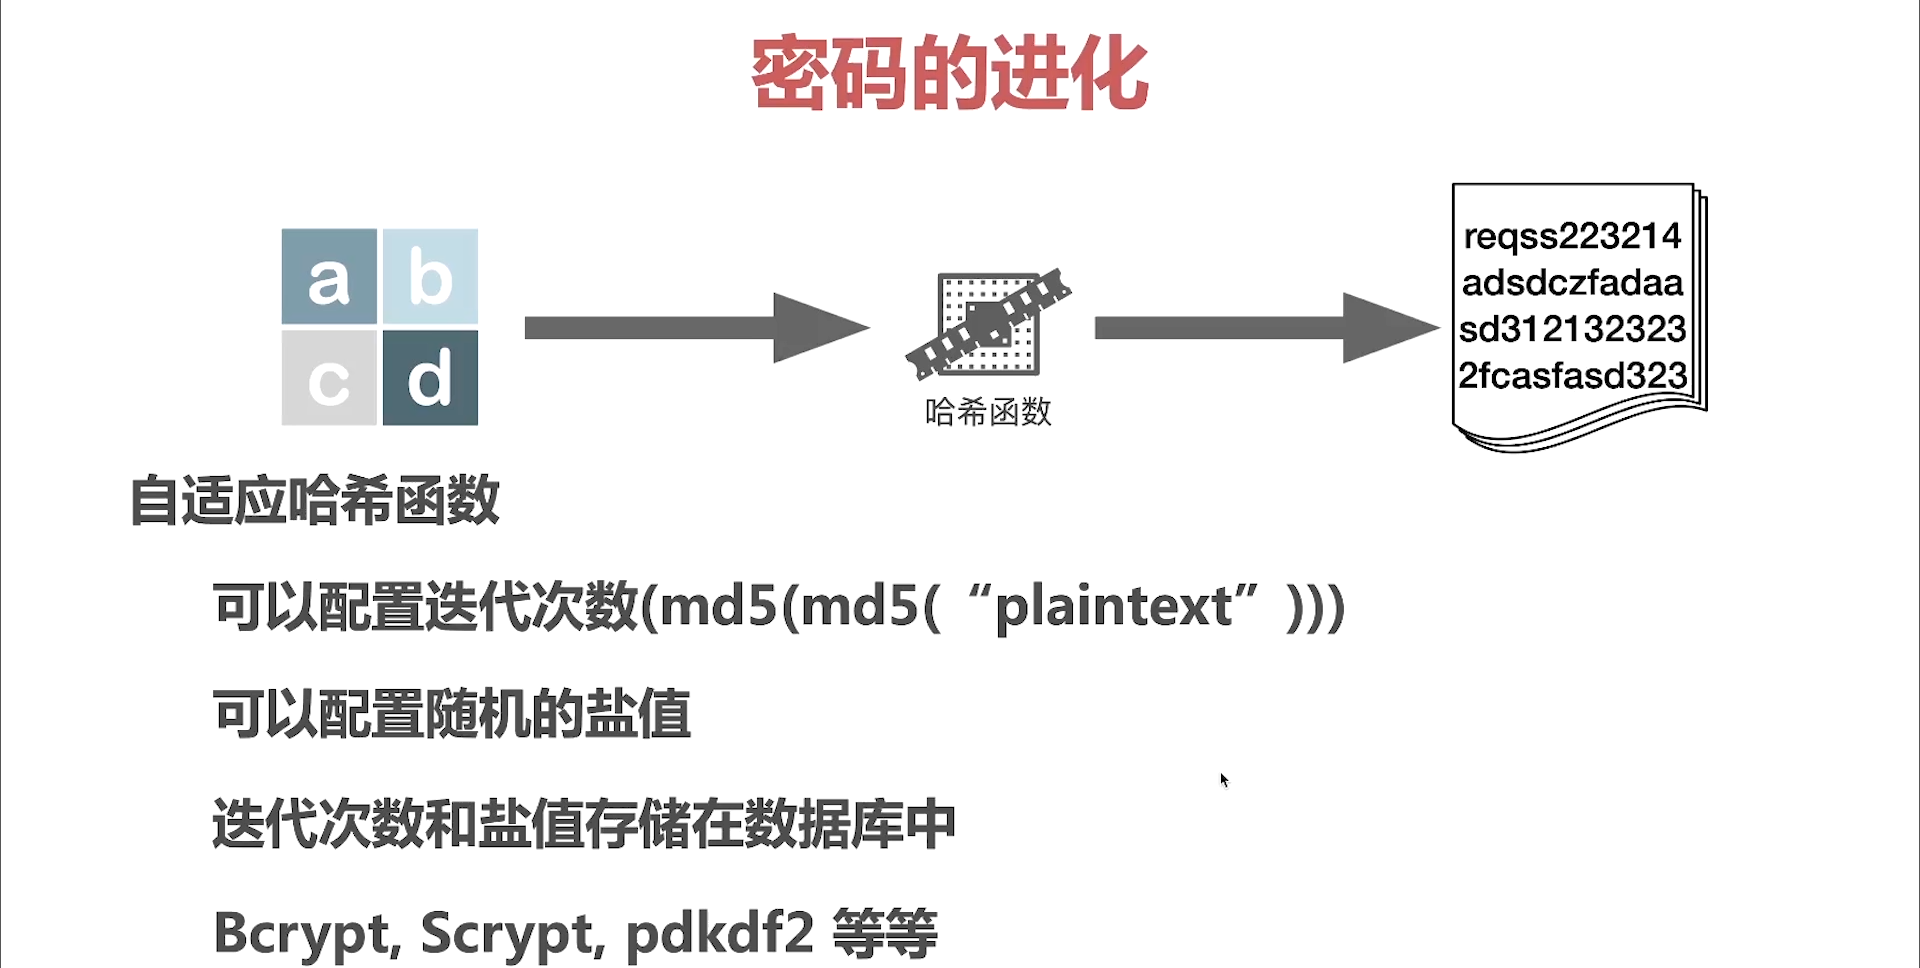 密码的进化
a b
c d
哈希函数
reqss223214
adsdczfadaa
sd312132323
2fcasfasd323
自适应哈希函数
可以配置迭代次数(md5(md5( “plaintext” )))
可以配置随机的盐值
迭代次数和盐值存储在数据库中
Bcrypt, Scrypt, pdkdf2 等等